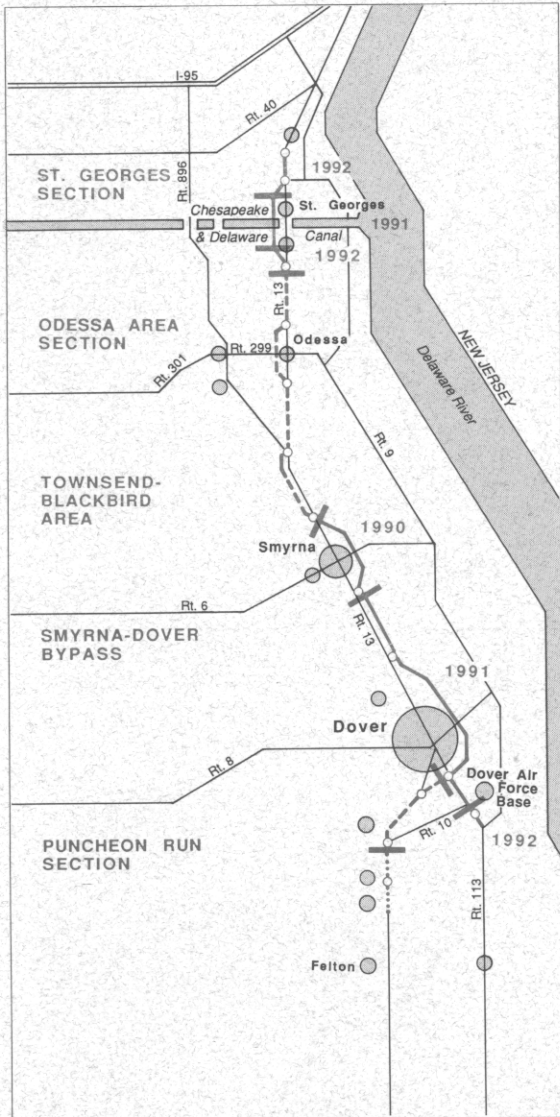 I-95
Rt. 40
ST. GEORGES
SECTION
Rt. 896
1992
St. Georges
Chesapeake
& Delaware
Canal
1991
1992
Rt. 13
ODESSA AREA
SECTION
Rt. 299
Odessa
Rt. 301
NEW JERSEY
Delaware River
Rt. 9
TOWNSEND-
BLACKBIRD
AREA
1990
Smyrna
Rt. 6
Rt. 13
SMYRNA-DOVER
BYPASS
1991
Dover
Rt. 8
Dover Air
Force
Base
PUNCHEON RUN
SECTION
Rt. 10
1992
Rt. 113
Felton